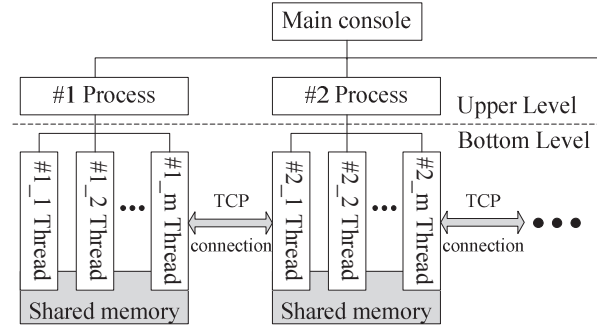 Main console
#1 Process
#2 Process
Upper Level
Bottom Level
#1_1 Thread
#1_2 Thread
#1_m Thread
TCP
connection
#2_1 Thread
#2_2 Thread
#2_m Thread
TCP
connection
Shared memory
Shared memory